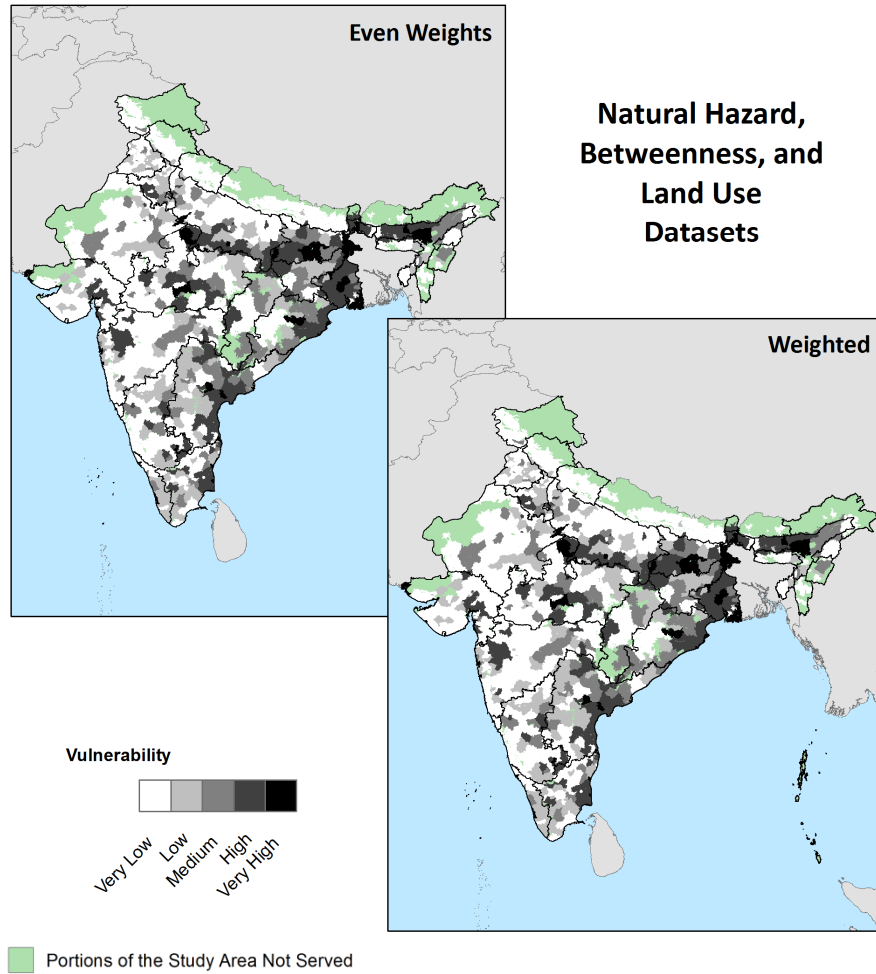 Even Weights
Natural Hazard,
Betweenness, and
Land Use
Datasets
Weighted
Vulnerability
Very Low
Low
Medium
High
Very High
Portions of the Study Area Not Served